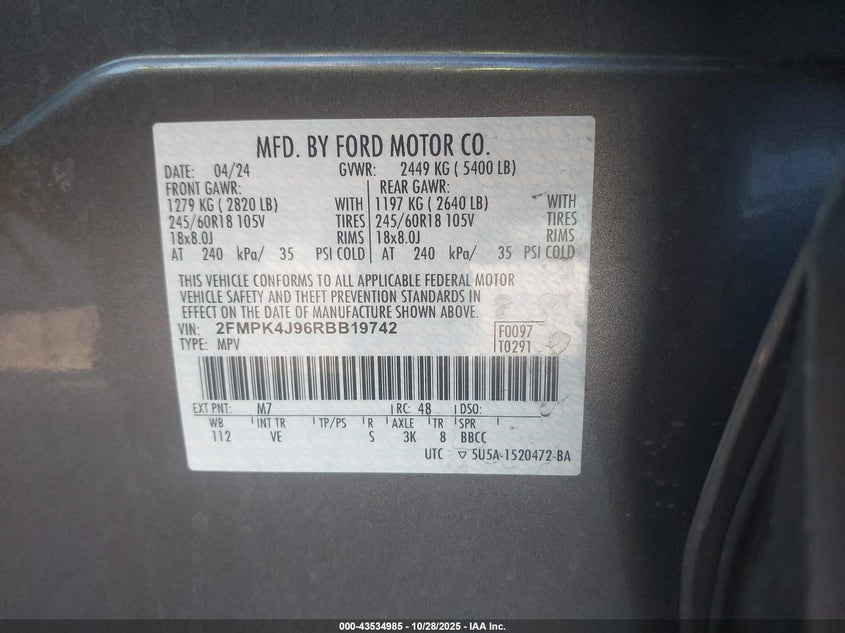 MFD. BY FORD MOTOR CO.
DATE: 04/24 GVWR: 2449 KG ( 5400 LB)
FRONT GAWR: REAR GAWR:
1279 KG ( 2820 LB) WITH 1197 KG ( 2640 LB) WITH
245/60R18 105V TIRES 245/60R18 105V TIRES
18x8.0J RIMS 18x8.0J RIMS
AT 240 kPa/ 35 PSI COLD AT 240 kPa/ 35 PSI COLD
THIS VEHICLE CONFORMS TO ALL APPLICABLE FEDERAL MOTOR
VEHICLE SAFETY AND THEFT PREVENTION STANDARDS IN
EFFECT ON THE DATE OF MANUFACTURE SHOWN ABOVE.
VIN: 2FMPK4J96RBB19742 F0097
TYPE: MPV T0291
EXT PNT: M7 RC: 48 DSO:
WB INT TR TP/PS R AXLE TR SPR
112 VE S 3K 8 BBCC
UTC ▽ 5U5A-1520472-BA
000-43534985 | 10/28/2025 | IAA Inc.